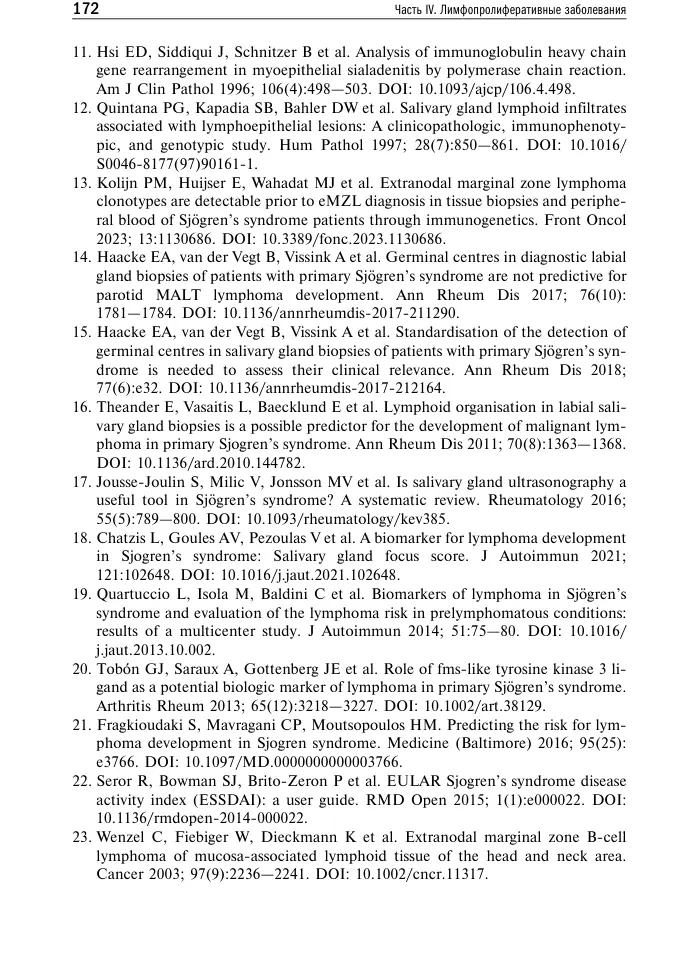 172
Часть IV. Лимфопролиферативные заболевания
11. Hsi ED, Siddiqui J, Schnitzer B et al. Analysis of immunoglobulin heavy chain
gene rearrangement in myoepithelial sialadenitis by polymerase chain reaction.
Am J Clin Pathol 1996; 106(4):498—503. DOI: 10.1093/ajcp/106.4.498.
12. Quintana PG, Kapadia SB, Bahler DW et al. Salivary gland lymphoid infiltrates
associated with lymphoepithelial lesions: A clinicopathologic, immunophenoty-
pic, and genotypic study. Hum Pathol 1997; 28(7):850—861. DOI: 10.1016/
S0046-8177(97)90161-1.
13. Kolijn PM, Huijser E, Wahadat MJ et al. Extranodal marginal zone lymphoma
clonotypes are detectable prior to eMZL diagnosis in tissue biopsies and periphe-
ral blood of Sjögren’s syndrome patients through immunogenetics. Front Oncol
2023; 13:1130686. DOI: 10.3389/fonc.2023.1130686.
14. Haacke EA, van der Vegt B, Vissink A et al. Germinal centres in diagnostic labial
gland biopsies of patients with primary Sjögren’s syndrome are not predictive for
parotid MALT lymphoma development. Ann Rheum Dis 2017; 76(10):
1781—1784. DOI: 10.1136/annrheumdis-2017-211290.
15. Haacke EA, van der Vegt B, Vissink A et al. Standardisation of the detection of
germinal centres in salivary gland biopsies of patients with primary Sjögren’s syn-
drome is needed to assess their clinical relevance. Ann Rheum Dis 2018;
77(6):e32. DOI: 10.1136/annrheumdis-2017-212164.
16. Theander E, Vasaitis L, Baecklund E et al. Lymphoid organisation in labial sali-
vary gland biopsies is a possible predictor for the development of malignant lym-
phoma in primary Sjogren’s syndrome. Ann Rheum Dis 2011; 70(8):1363—1368.
DOI: 10.1136/ard.2010.144782.
17. Jousse-Joulin S, Milic V, Jonsson MV et al. Is salivary gland ultrasonography a
useful tool in Sjögren’s syndrome? A systematic review. Rheumatology 2016;
55(5):789—800. DOI: 10.1093/rheumatology/kev385.
18. Chatzis L, Goules AV, Pezoulas V et al. A biomarker for lymphoma development
in Sjogren’s syndrome: Salivary gland focus score. J Autoimmun 2021;
121:102648. DOI: 10.1016/j.jaut.2021.102648.
19. Quartuccio L, Isola M, Baldini C et al. Biomarkers of lymphoma in Sjögren’s
syndrome and evaluation of the lymphoma risk in prelymphomatous conditions:
results of a multicenter study. J Autoimmun 2014; 51:75—80. DOI: 10.1016/
j.jaut.2013.10.002.
20. Tobón GJ, Saraux A, Gottenberg JE et al. Role of fms-like tyrosine kinase 3 li-
gand as a potential biologic marker of lymphoma in primary Sjögren’s syndrome.
Arthritis Rheum 2013; 65(12):3218—3227. DOI: 10.1002/art.38129.
21. Fragkioudaki S, Mavragani CP, Moutsopoulos HM. Predicting the risk for lym-
phoma development in Sjogren syndrome. Medicine (Baltimore) 2016; 95(25):
e3766. DOI: 10.1097/MD.0000000000003766.
22. Seror R, Bowman SJ, Brito-Zeron P et al. EULAR Sjogren’s syndrome disease
activity index (ESSDAI): a user guide. RMD Open 2015; 1(1):e000022. DOI:
10.1136/rmdopen-2014-000022.
23. Wenzel C, Fiebiger W, Dieckmann K et al. Extranodal marginal zone B-cell
lymphoma of mucosa-associated lymphoid tissue of the head and neck area.
Cancer 2003; 97(9):2236—2241. DOI: 10.1002/cncr.11317.